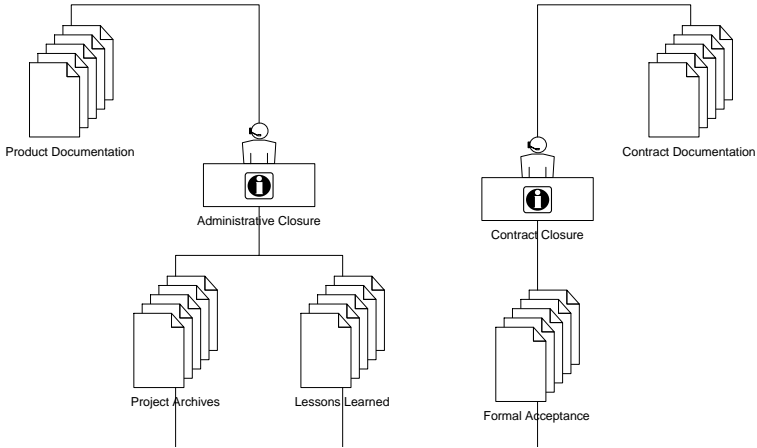 Product Documentation
Contract Documentation
Administrative Closure
Contract Closure
Project Archives
Lessons Learned
Formal Acceptance